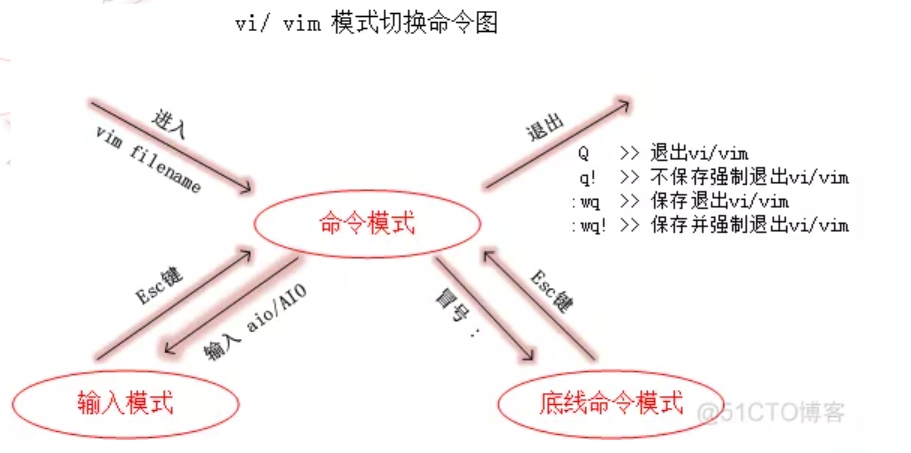 vi/ vim 模式切换命令图
进入
vim filename
退出
Q >> 退出vi/vim
q! >> 不保存强制退出vi/vim
:wq >> 保存退出vi/vim
:wq! >> 保存并强制退出vi/vim
命令模式
Esc键
输入 aio/AIO
冒号 :
Esc键
输入模式
底线命令模式
@51CTO博客